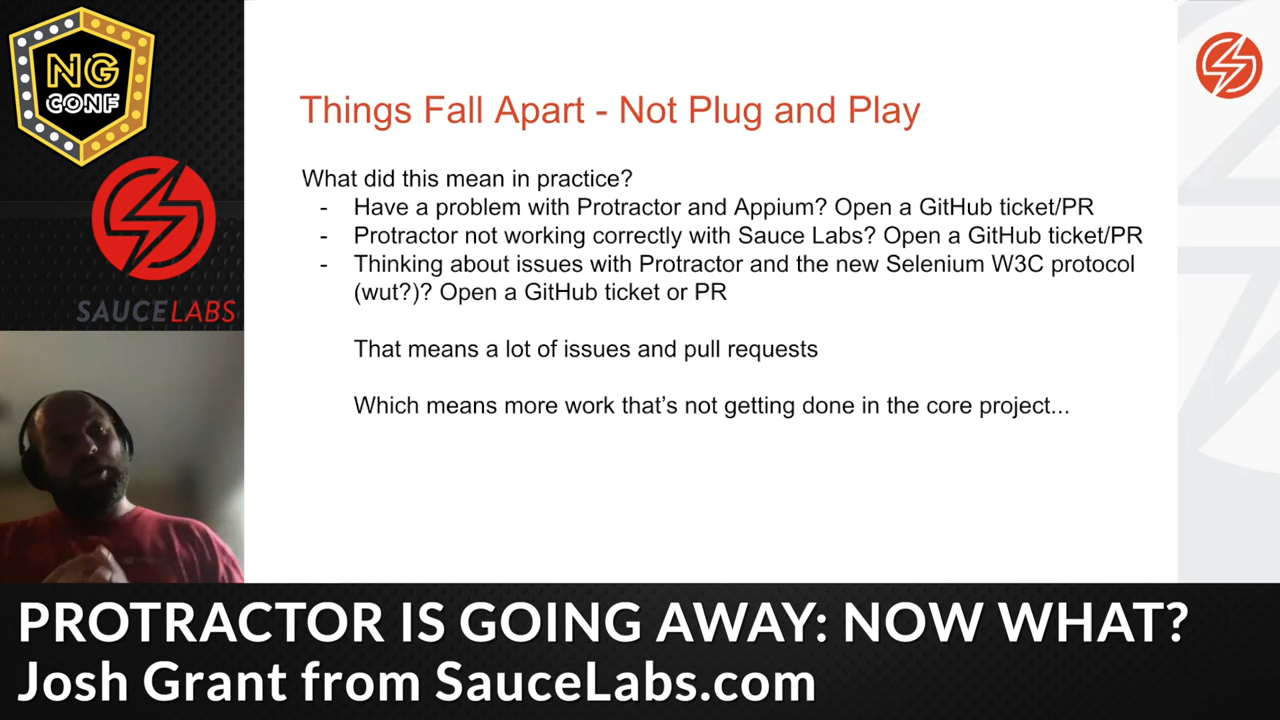 NG
CONF
SAUCELABS
Things Fall Apart - Not Plug and Play
What did this mean in practice?
- Have a problem with Protractor and Appium? Open a GitHub ticket/PR
- Protractor not working correctly with Sauce Labs? Open a GitHub ticket/PR
- Thinking about issues with Protractor and the new Selenium W3C protocol
(wut?)? Open a GitHub ticket or PR
That means a lot of issues and pull requests
Which means more work that’s not getting done in the core project...
PROTRACTOR IS GOING AWAY: NOW WHAT?
Josh Grant from SauceLabs.com